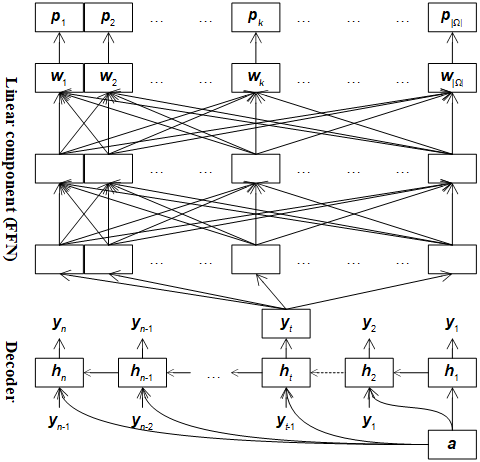 p1 p2 … … pk … … p|Ω|
w1 w2 … … wk … … w|Ω|
… … … …
… … … …
Linear component (FFN)
yn yn-1 yt y2 y1
hn hn-1 … ht h2 h1
yn-1 yn-2 yt-1 y1
a
Decoder